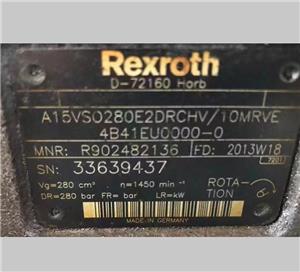 Rexroth
D-72160 Horb
A15VSO280E2DRCHV/10MRVE
4B41EU0000-0
MNR: R902482136 FD: 2013W18
SN: 33639437 7201
Vg=280 cm³ n=1450 min⁻¹ ROTA-
DR=280 bar FR= bar LR=kW TION
MADE IN GERMANY